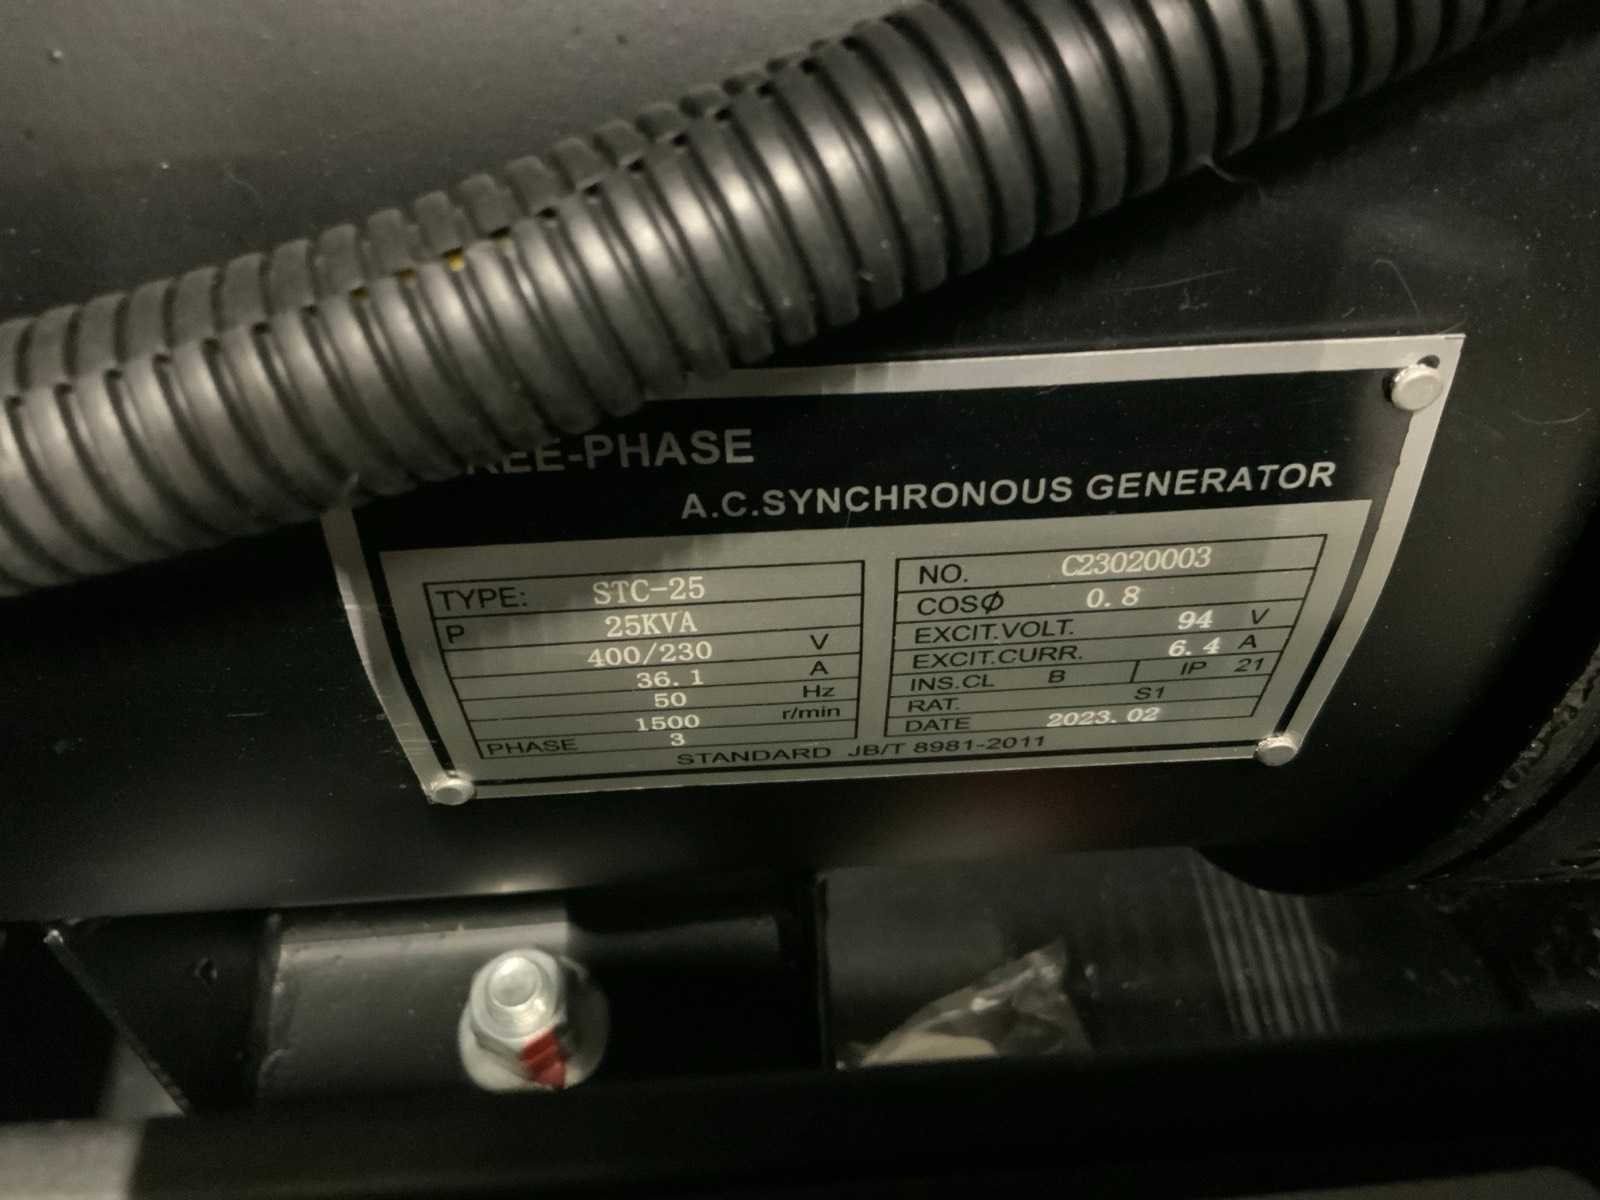 REE-PHASE
A.C.SYNCHRONOUS GENERATOR
TYPE: STC-25
P 25KVA
400/230 V
36.1 A
50 Hz
1500 r/min
PHASE 3
NO. C23020003
COSØ 0.8
EXCIT.VOLT. 94 V
EXCIT.CURR. 6.4 A
INS.CL B IP 21
RAT. S1
DATE 2023.02
STANDARD JB/T 8981-2011